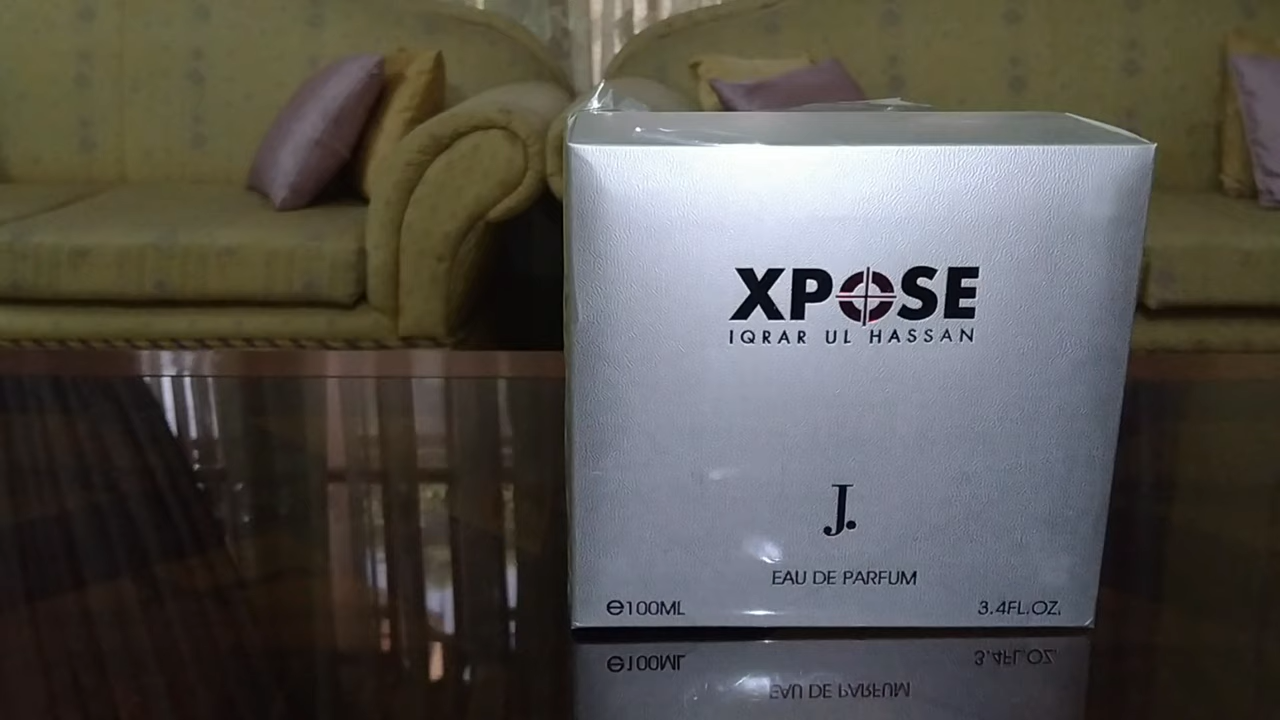 XPOSE
IQRAR UL HASSAN
J.
EAU DE PARFUM
℮100ML 3.4FL.OZ.